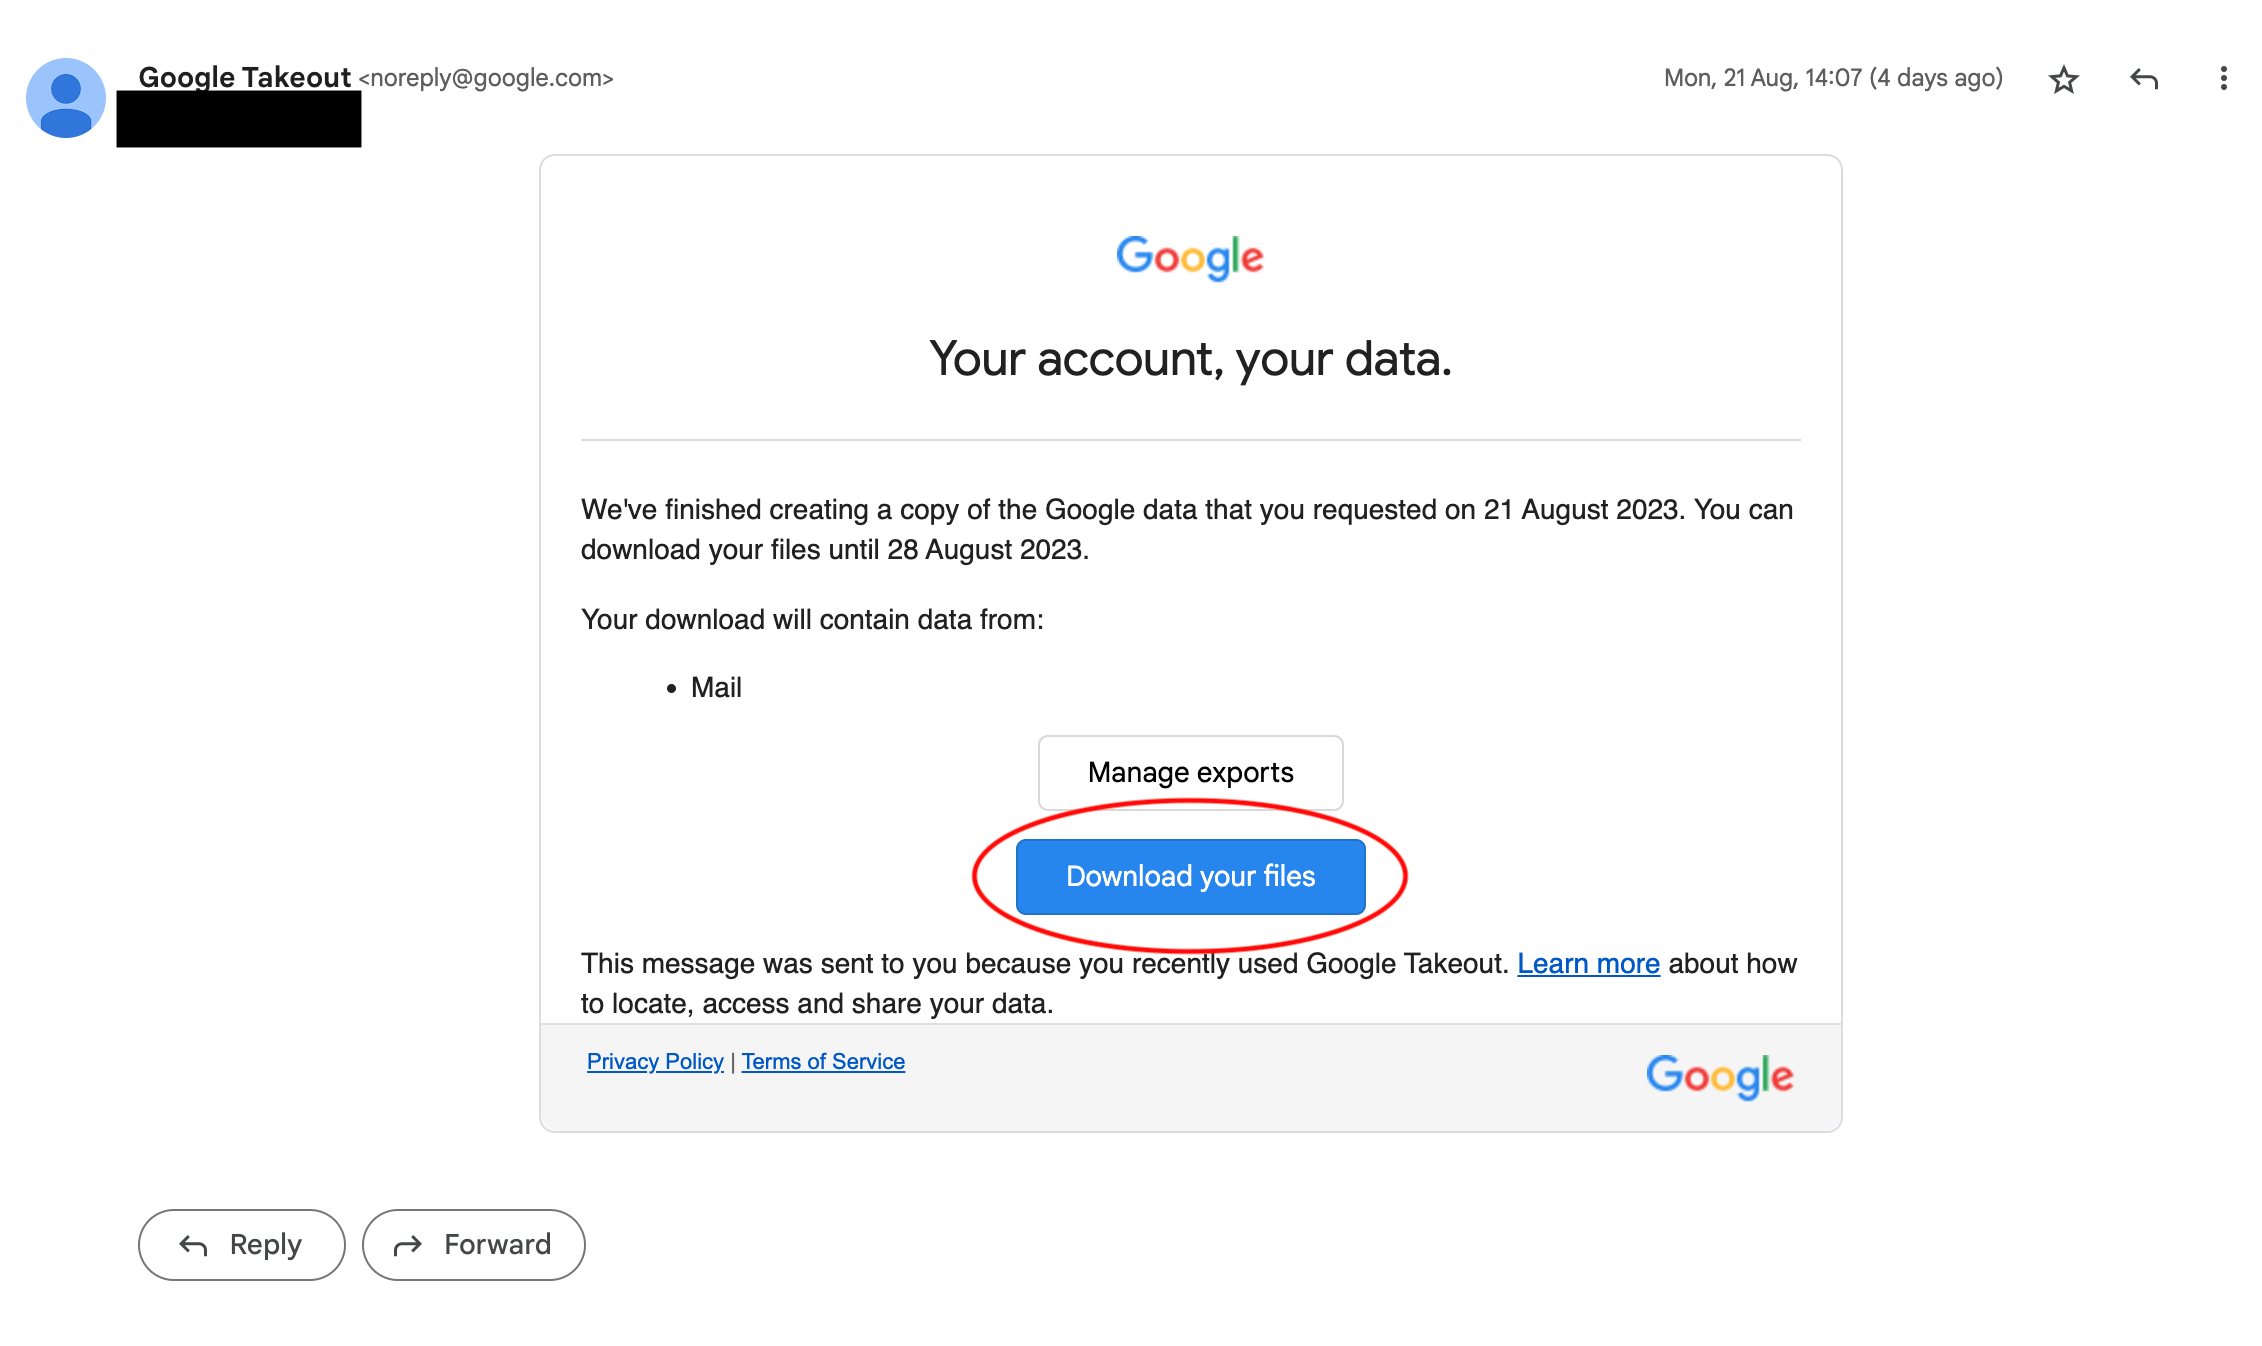 Google Takeout <noreply@google.com>
Mon, 21 Aug, 14:07 (4 days ago)
Google
Your account, your data.
We've finished creating a copy of the Google data that you requested on 21 August 2023. You can
download your files until 28 August 2023.
Your download will contain data from:
• Mail
Manage exports
Download your files
This message was sent to you because you recently used Google Takeout. Learn more about how
to locate, access and share your data.
Privacy Policy | Terms of Service
Google
Reply
Forward